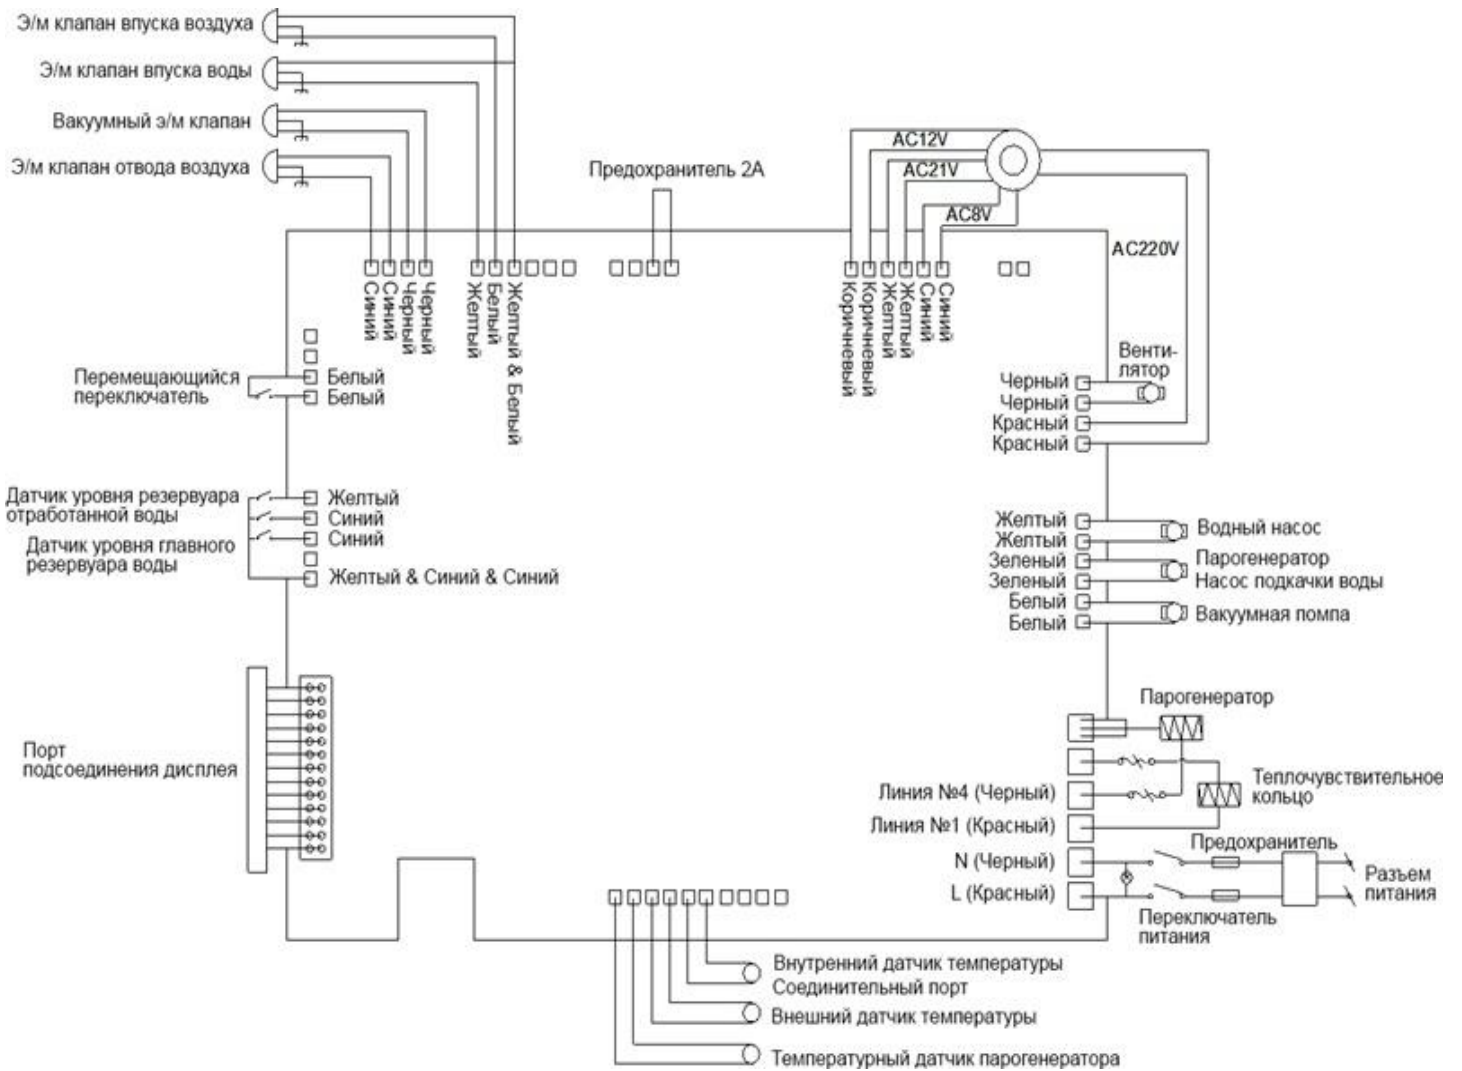 Э/м клапан впуска воздуха
Э/м клапан впуска воды
Вакуумный э/м клапан
Э/м клапан отвода воздуха
Предохранитель 2А
AC12V
AC21V
AC8V
AC220V
Синий
Синий
Черный
Черный
Желтый
Белый
Желтый & Белый
Коричневый
Коричневый
Желтый
Желтый
Синий
Синий
Перемещающийся
переключатель
Белый
Белый
Венти-
лятор
Черный
Черный
Красный
Красный
Датчик уровня резервуара
отработанной воды
Датчик уровня главного
резервуара воды
Желтый
Синий
Синий
Желтый & Синий & Синий
Желтый
Желтый
Зеленый
Зеленый
Белый
Белый
Водный насос
Парогенератор
Насос подкачки воды
Вакуумная помпа
Порт
подсоединения дисплея
Парогенератор
Теплочувствительное
кольцо
Линия №4 (Черный)
Линия №1 (Красный)
N (Черный)
L (Красный)
Предохранитель
Разъем
питания
Переключатель
питания
Внутренний датчик температуры
Соединительный порт
Внешний датчик температуры
Температурный датчик парогенератора